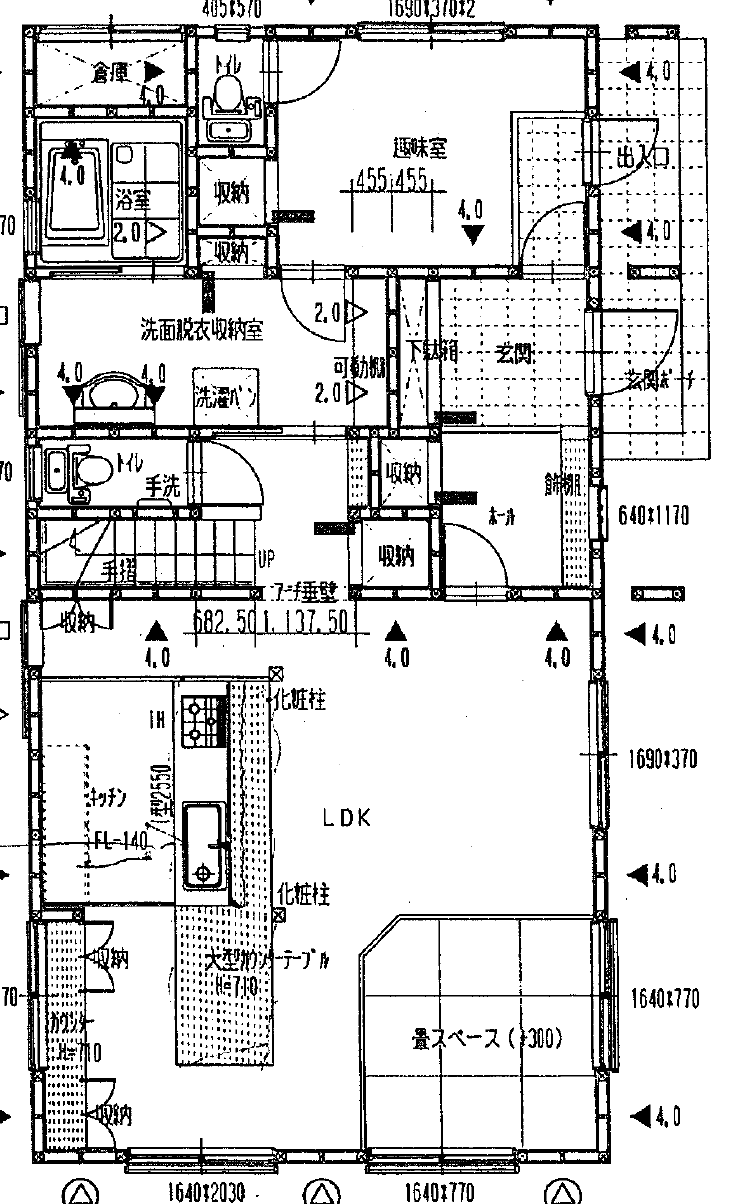 405×570
1690×370×2
倉庫
4.0
トイレ
趣味室
455 455
4.0
4.0
出入口
4.0
浴室
2.0
収納
収納
4.0
70
洗面脱衣収納室
2.0
可動棚
2.0
下駄箱
玄関
玄関ポーチ
4.0
4.0
洗濯パン
トイレ
手洗
収納
飾棚
ホール
640×1170
70
手摺
UP
収納
アーチ垂壁
収納
682.50 1,137.50
4.0
4.0
4.0
4.0
化粧柱
IH
キッチン
FL-140
LDK
1690×370
4.0
化粧柱
大型カウンターテーブル
H=710
収納
カウンター
H=710
収納
70
1640×770
畳スペース(+300)
4.0
1640×2030
1640×770